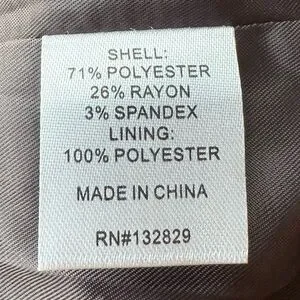 SHELL:
71% POLYESTER
26% RAYON
3% SPANDEX
LINING:
100% POLYESTER
MADE IN CHINA
RN#132829